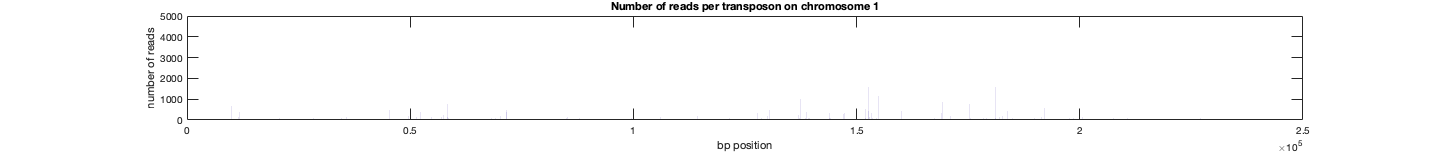 Number of reads per transposon on chromosome 1
number of reads
5000
4000
3000
2000
1000
0
0 0.5 1 1.5 2 2.5
bp position
×10^5